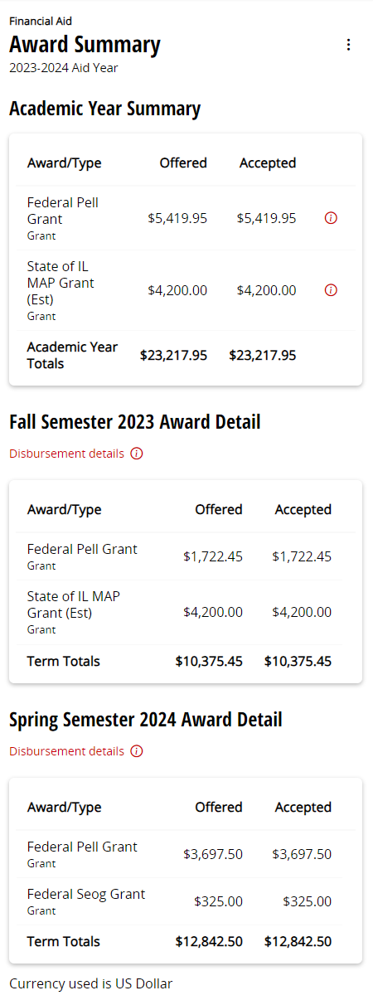 Financial Aid
Award Summary
2023-2024 Aid Year
Academic Year Summary
Award/Type Offered Accepted
Federal Pell
Grant $5,419.95 $5,419.95
Grant
State of IL
MAP Grant $4,200.00 $4,200.00
(Est)
Grant
Academic Year
Totals $23,217.95 $23,217.95
Fall Semester 2023 Award Detail
Disbursement details
Award/Type Offered Accepted
Federal Pell Grant $1,722.45 $1,722.45
Grant
State of IL MAP
Grant (Est) $4,200.00 $4,200.00
Grant
Term Totals $10,375.45 $10,375.45
Spring Semester 2024 Award Detail
Disbursement details
Award/Type Offered Accepted
Federal Pell Grant $3,697.50 $3,697.50
Grant
Federal Seog Grant $325.00 $325.00
Grant
Term Totals $12,842.50 $12,842.50
Currency used is US Dollar